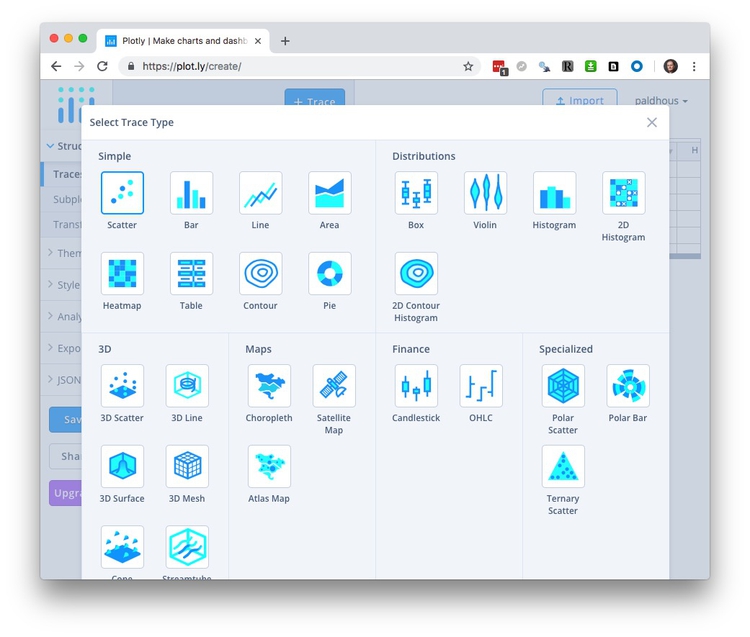 Plotly | Make charts and dashb
https://plot.ly/create/
1
+ Trace
Import
paldhous
Select Trace Type
H
Struc
Traces
Subpl
Transf
Them
Style
Analy
Expo
JSON
Sav
Sha
Upgra
Simple
Scatter
Bar
Line
Area
Heatmap
Table
Contour
Pie
Distributions
Box
Violin
Histogram
2D
Histogram
2D Contour
Histogram
3D
3D Scatter
3D Line
3D Surface
3D Mesh
Cone
Streamtube
Maps
Choropleth
Satellite
Map
Atlas Map
Finance
Candlestick
OHLC
Specialized
Polar
Scatter
Polar Bar
Ternary
Scatter